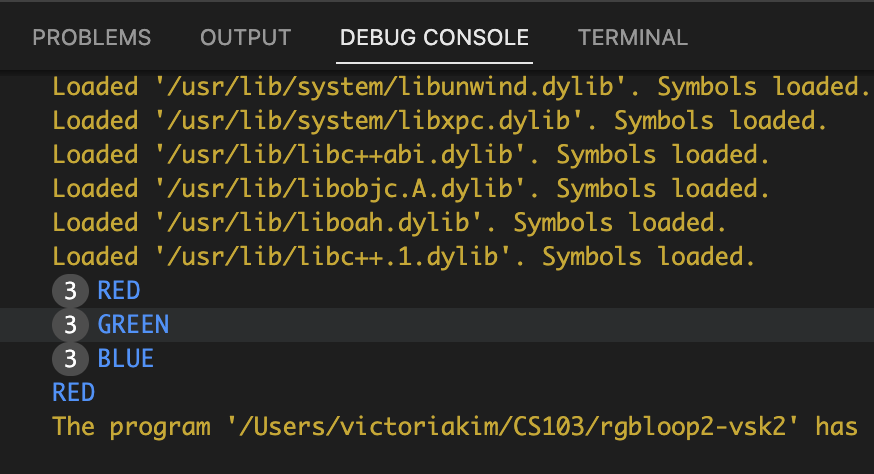 PROBLEMS OUTPUT DEBUG CONSOLE TERMINAL
Loaded '/usr/lib/system/libunwind.dylib'. Symbols loaded.
Loaded '/usr/lib/system/libxpc.dylib'. Symbols loaded.
Loaded '/usr/lib/libc++abi.dylib'. Symbols loaded.
Loaded '/usr/lib/libobjc.A.dylib'. Symbols loaded.
Loaded '/usr/lib/liboah.dylib'. Symbols loaded.
Loaded '/usr/lib/libc++.1.dylib'. Symbols loaded.
3 RED
3 GREEN
3 BLUE
RED
The program '/Users/victoriakim/CS103/rgbloop2-vsk2' has